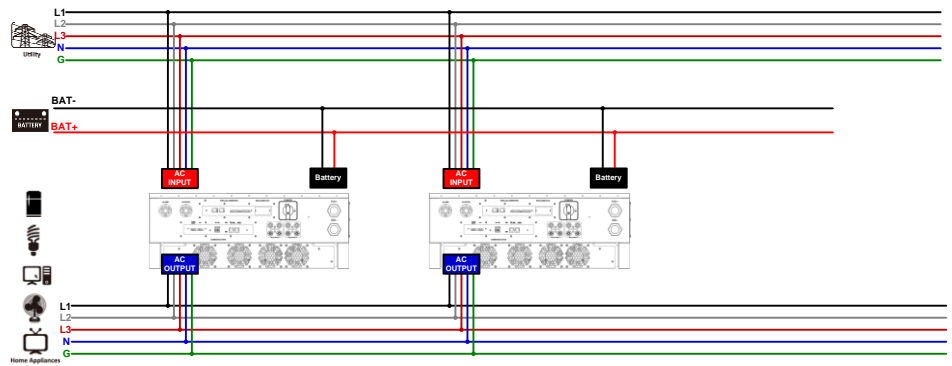 L1
L2
L3
N
G
Utility
BAT-
BATTERY
BAT+
AC
INPUT
Battery
AC
INPUT
Battery
AC
OUTPUT
AC
OUTPUT
L1
L2
L3
N
G
Home Appliances